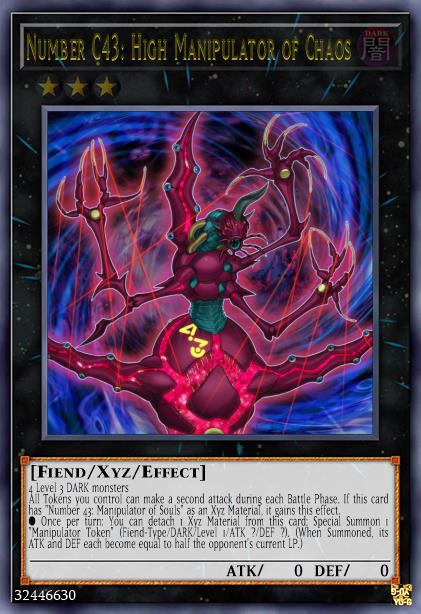 Number C43: High Manipulator of Chaos
DARK
闇
43
[Fiend/Xyz/Effect]
4 Level 3 DARK monsters
All Tokens you control can make a second attack during each Battle Phase. If this card
has "Number 43: Manipulator of Souls" as an Xyz Material, it gains this effect.
● Once per turn: You can detach 1 Xyz Material from this card; Special Summon 1
"Manipulator Token" (Fiend-Type/DARK/Level 1/ATK ?/DEF ?). (When Summoned, its
ATK and DEF each become equal to half the opponent's current LP.)
ATK/ 0 DEF/ 0
32446630